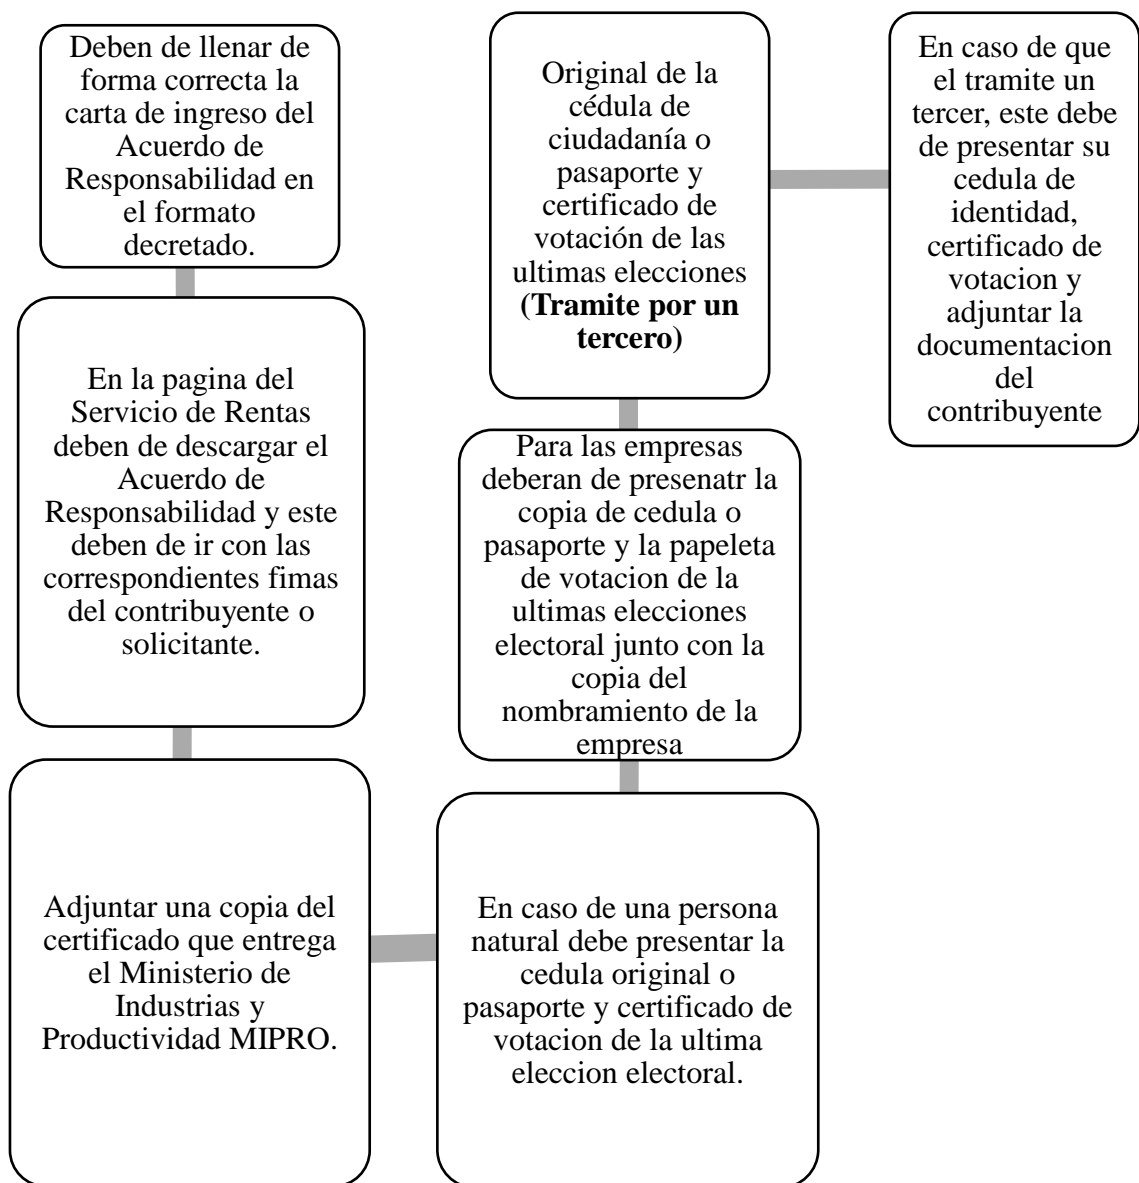 Deben de llenar de
forma correcta la
carta de ingreso del
Acuerdo de
Responsabilidad en
el formato
decretado.
En la pagina del
Servicio de Rentas
deben de descargar el
Acuerdo de
Responsabilidad y este
deben de ir con las
correspondientes fimas
del contribuyente o
solicitante.
Adjuntar una copia del
certificado que entrega
el Ministerio de
Industrias y
Productividad MIPRO.
En caso de una persona
natural debe presentar la
cedula original o
pasaporte y certificado de
votacion de la ultima
eleccion electoral.
Para las empresas
deberan de presenatr la
copia de cedula o
pasaporte y la papeleta
de votacion de la
ultimas elecciones
electoral junto con la
copia del
nombramiento de la
empresa
Original de la
cédula de
ciudadanía o
pasaporte y
certificado de
votación de las
ultimas elecciones
(Tramite por un
tercero)
En caso de que
el tramite un
tercer, este debe
de presentar su
cedula de
identidad,
certificado de
votacion y
adjuntar la
documentacion
del
contribuyente